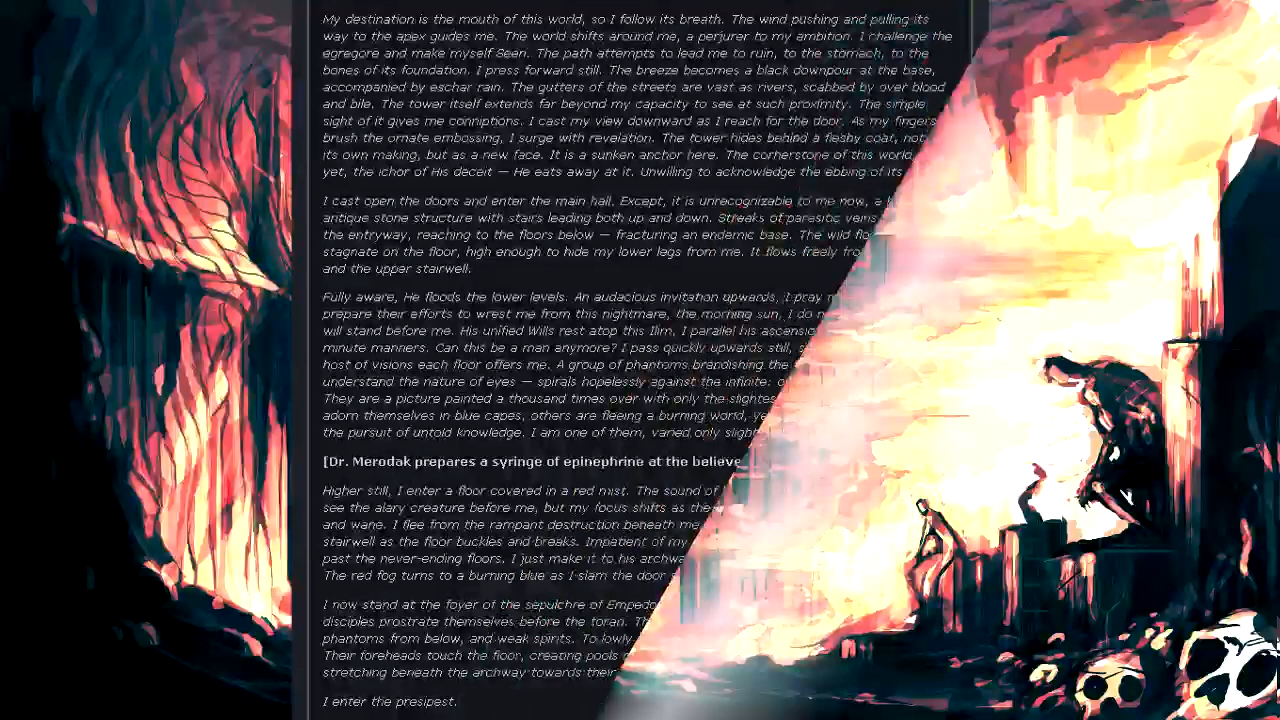 My destination is the mouth of this world, so I follow its breath. The wind pushing and pulling its
way to the apex guides me. The world shifts around me, a perjurer to my ambition. I challenge the
egregore and make myself Seen. The path attempts to lead me to ruin, to the stomach, to the
bones of its foundation. I press forward still. The breeze becomes a black downpour at the base,
accompanied by eschar rain. The gutters of the streets are vast as rivers, scabbed by over blood
and bile. The tower itself extends far beyond my capacity to see at such proximity. The simple
sight of it gives me conniptions. I cast my view downward as I reach for the door. As my fingers
brush the ornate embossing, I surge with revelation. The tower hides behind a fleshy coat, not
its own making, but as a new face. It is a sunken anchor here. The cornerstone of this world,
yet, the ichor of His deceit — He eats away at it. Unwilling to acknowledge the ebbing of its
I cast open the doors and enter the main hall. Except, it is unrecognizable to me now, a
antique stone structure with stairs leading both up and down. Streaks of parasitic veins
the entryway, reaching to the floors below — fracturing an endemic base. The wild
stagnate on the floor, high enough to hide my lower legs from me. It flows freely
and the upper stairwell.
Fully aware, He floods the lower levels. An audacious invitation upwards, I pray
prepare their efforts to wrest me from this nightmare, the morning sun, I do
will stand before me. His unified Wills rest atop this Ilim, I parallel his
minute manners. Can this be a man anymore? I pass quickly upwards still,
host of visions each floor offers me. A group of phantoms brandishing the
understand the nature of eyes — spirals hopelessly against the infinite:
They are a picture painted a thousand times over with only the
adorn themselves in blue capes, others are fleeing a burning world,
the pursuit of untold knowledge. I am one of them, varied only
[Dr. Merodak prepares a syringe of epinephrine at the
Higher still, I enter a floor covered in a red mist. The sound of
see the airy creature before me, but my focus shifts as
and wane. I flee from the rampant destruction beneath me
stairwell as the floor buckles and breaks. Impatient of my
past the never-ending floors. I just make it to his
The red fog turns to a burning blue as I slam the door
I now stand at the foyer of the sepulchre of
disciples prostrate themselves before the toran.
phantoms from below, and weak spirits. To lowly
Their foreheads touch the floor, creating pools
stretching beneath the archway towards their
I enter the presipest.